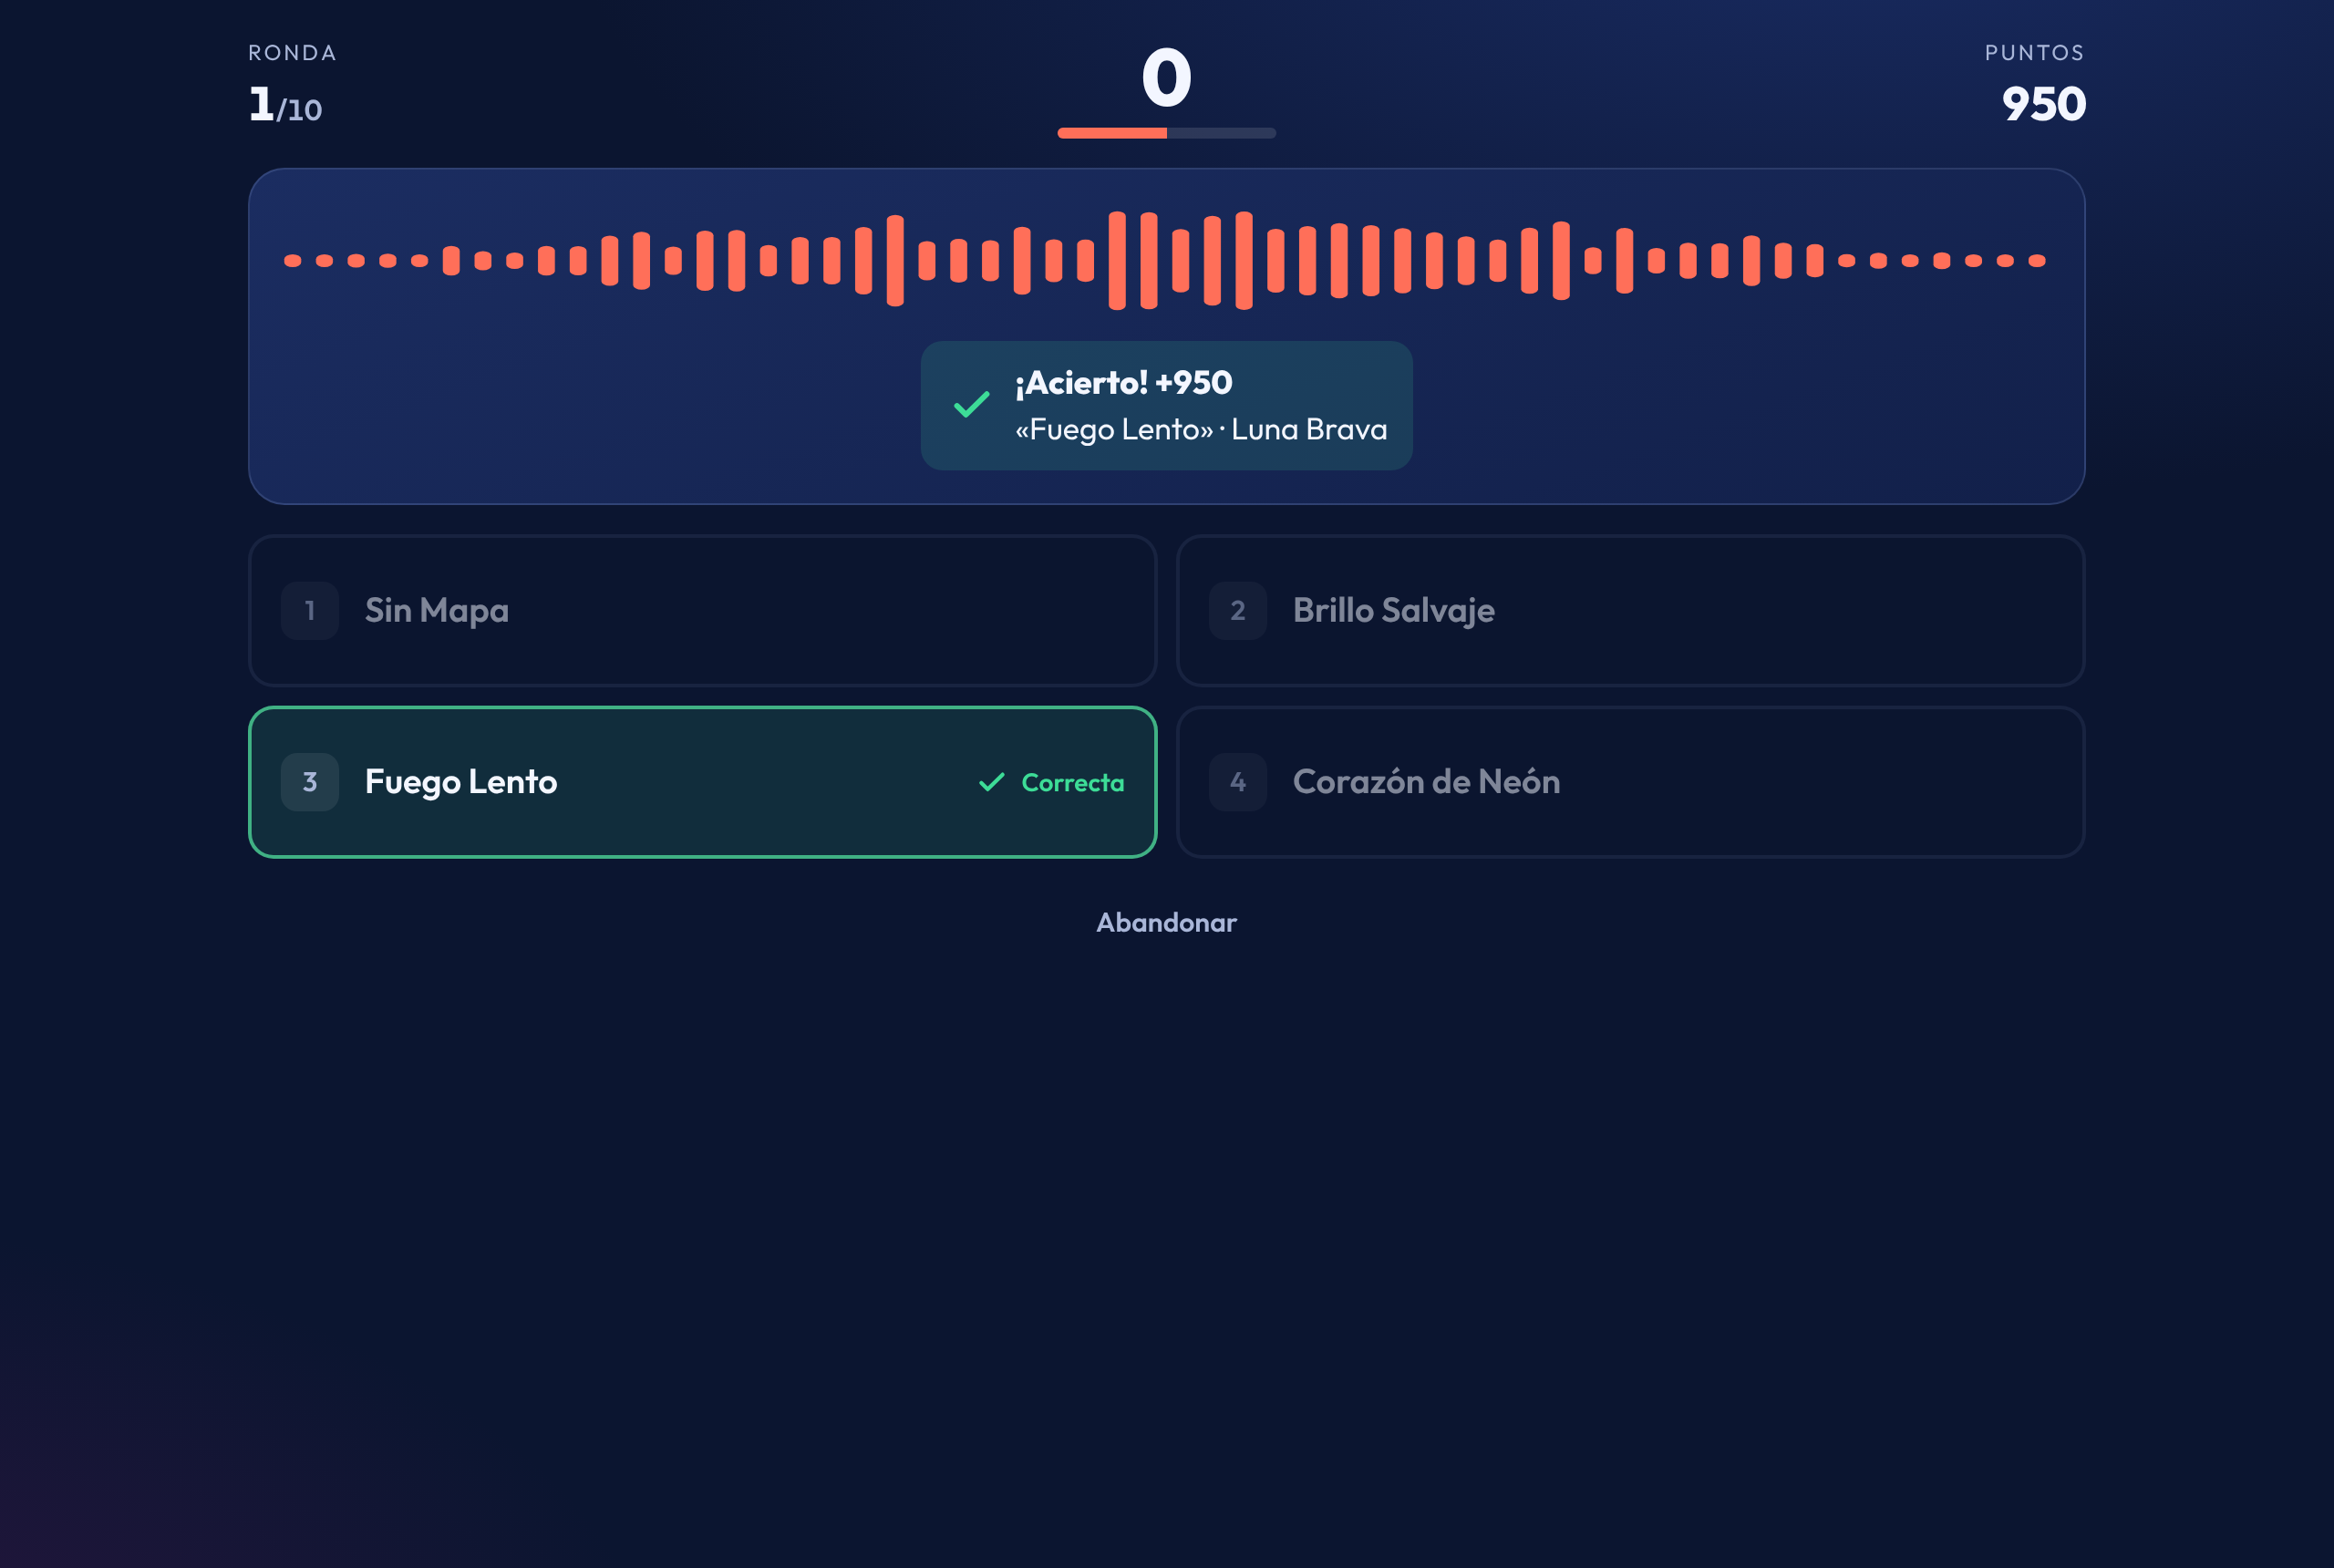 RONDA
1/10
0
PUNTOS
950
¡Acierto! +950
«Fuego Lento» · Luna Brava
1 Sin Mapa
2 Brillo Salvaje
3 Fuego Lento Correcta
4 Corazón de Neón
Abandonar